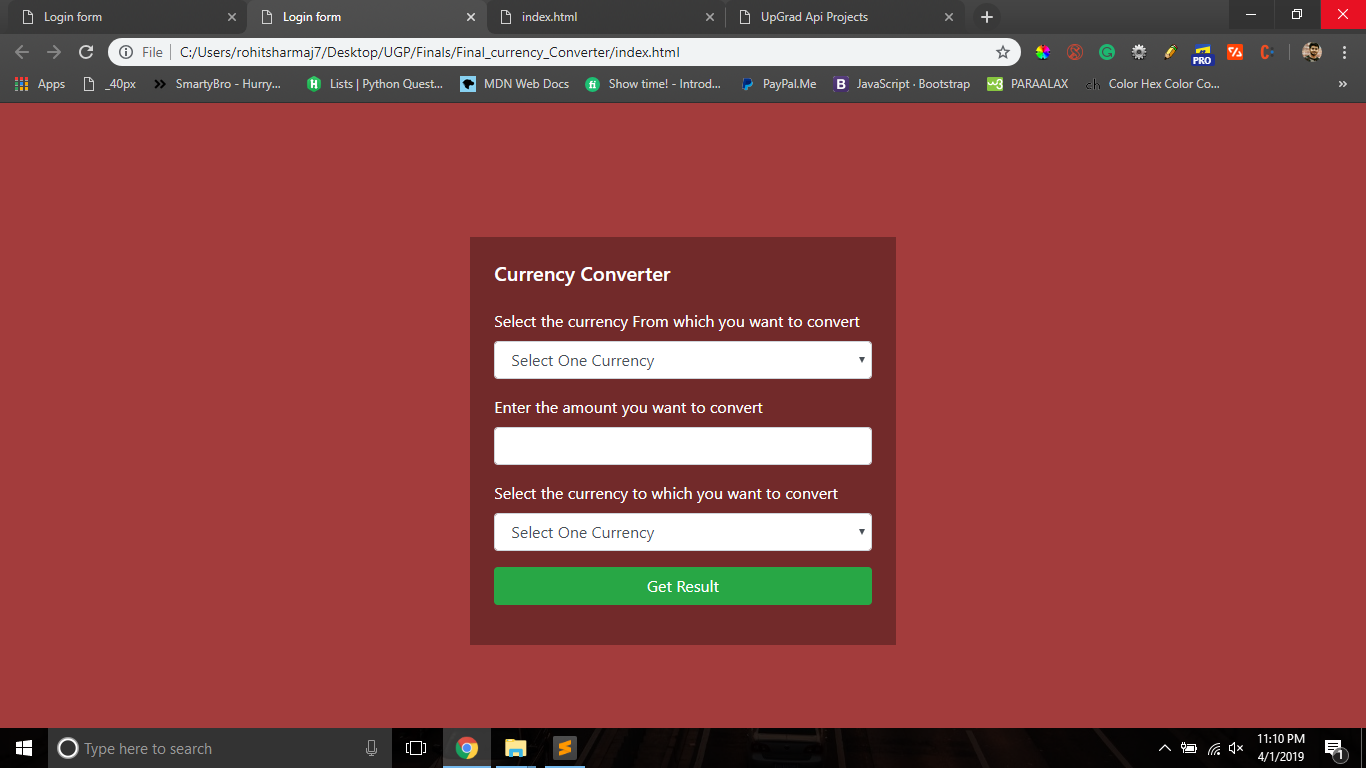 Login form
Login form
index.html
UpGrad Api Projects
File
C:/Users/rohitsharmaj7/Desktop/UGP/Finals/Final_currency_Converter/index.html
PRO
Apps
_40px
SmartyBro - Hurry...
Lists | Python Quest...
MDN Web Docs
Show time! - Introd...
PayPal.Me
B
JavaScript · Bootstrap
w3
PARAALAX
ch
Color Hex Color Co...
»
Currency Converter
Select the currency From which you want to convert
Select One Currency
Enter the amount you want to convert
Select the currency to which you want to convert
Select One Currency
Get Result
Type here to search
11:10 PM
4/1/2019
1